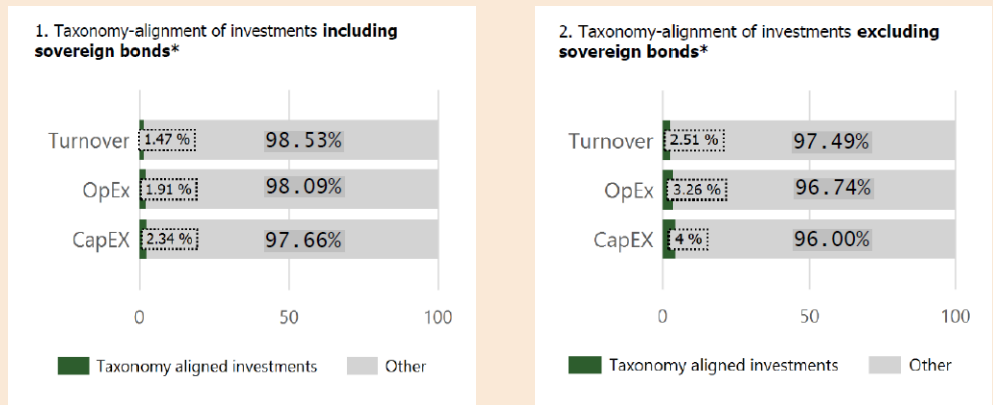 1. Taxonomy-alignment of investments including
sovereign bonds*
Turnover 1.47 % 98.53%
OpEx 1.91 % 98.09%
CapEX 2.34 % 97.66%
0 50 100
Taxonomy aligned investments Other
2. Taxonomy-alignment of investments excluding
sovereign bonds*
Turnover 2.51 % 97.49%
OpEx 3.26 % 96.74%
CapEX 4 % 96.00%
0 50 100
Taxonomy aligned investments Other